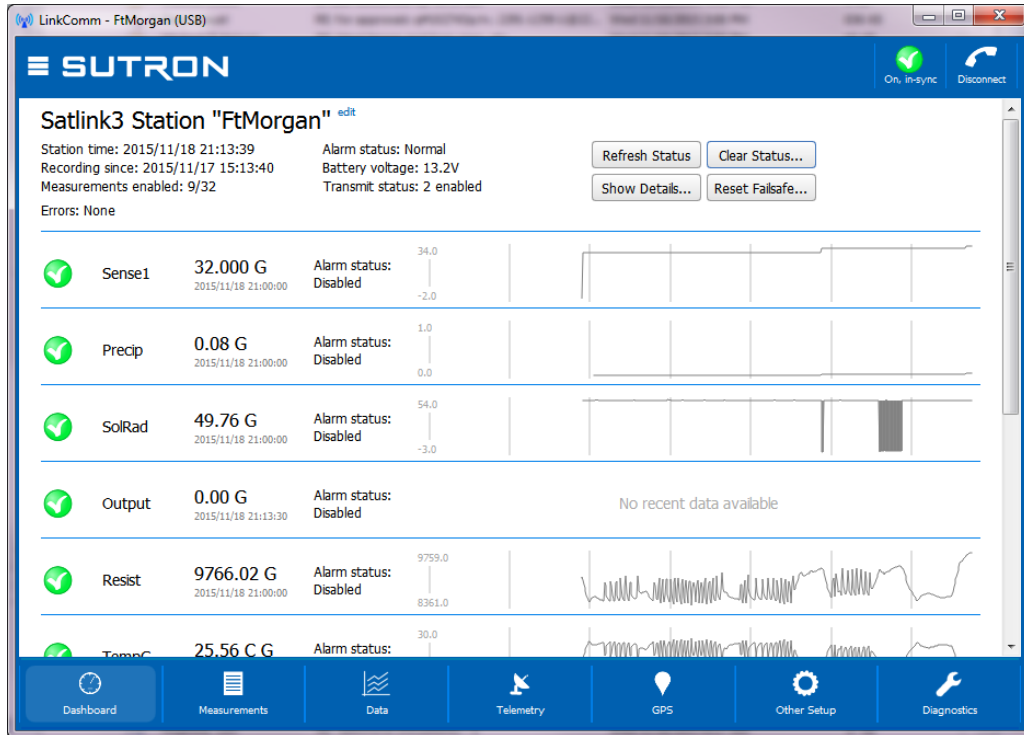 LinkComm - FtMorgan (USB)
SUTRON
On, in-sync
Disconnect
Satlink3 Station "FtMorgan" edit
Station time: 2015/11/18 21:13:39
Recording since: 2015/11/17 15:13:40
Measurements enabled: 9/32
Errors: None
Alarm status: Normal
Battery voltage: 13.2V
Transmit status: 2 enabled
Refresh Status
Clear Status...
Show Details...
Reset Failsafe...
Sense1
32.000 G
2015/11/18 21:00:00
Alarm status:
Disabled
34.0
-2.0
Precip
0.08 G
2015/11/18 21:00:00
Alarm status:
Disabled
1.0
0.0
SolRad
49.76 G
2015/11/18 21:00:00
Alarm status:
Disabled
54.0
-3.0
Output
0.00 G
2015/11/18 21:13:30
Alarm status:
Disabled
No recent data available
Resist
9766.02 G
2015/11/18 21:00:00
Alarm status:
Disabled
9759.0
8361.0
TempC
25.56 C G
Alarm status:
30.0
Dashboard
Measurements
Data
Telemetry
GPS
Other Setup
Diagnostics